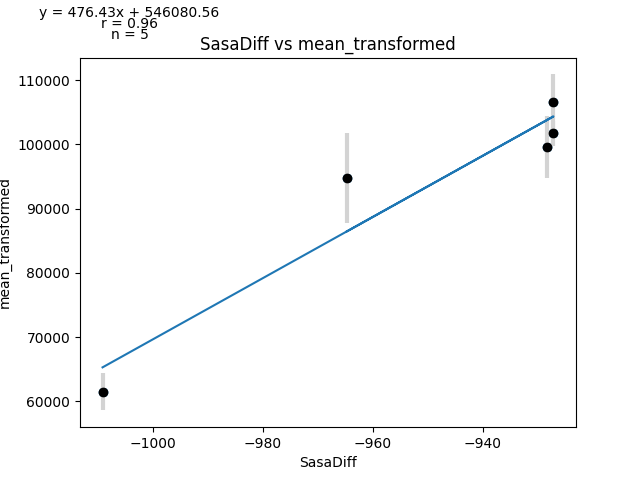 y = 476.43x + 546080.56
r = 0.96
n = 5
SasaDiff vs mean_transformed
110000
100000
90000
80000
70000
60000
mean_transformed
−1000
−980
−960
−940
SasaDiff